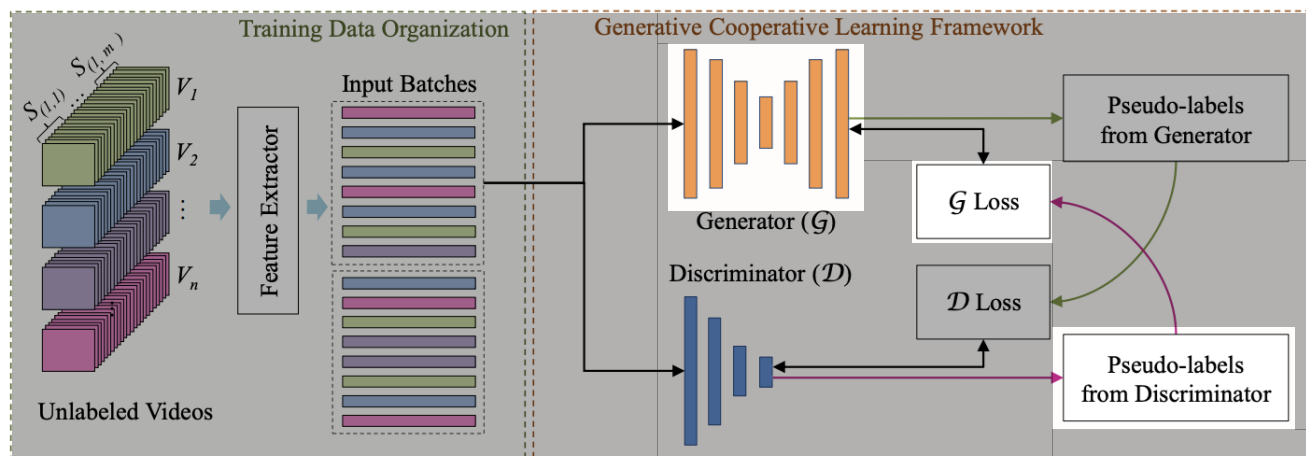 Training Data Organization
Generative Cooperative Learning Framework
S(1,1) ... S(1,m)
V1
V2
⋮
Vn
Unlabeled Videos
Feature Extractor
Input Batches
Generator (𝒢)
Discriminator (𝒟)
Pseudo-labels
from Generator
𝒢 Loss
𝒟 Loss
Pseudo-labels
from Discriminator